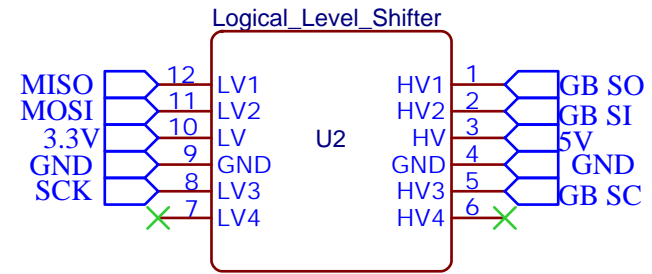 Logical_Level_Shifter
MISO 12 LV1 HV1 1 GB SO
MOSI 11 LV2 HV2 2 GB SI
3.3V 10 LV U2 HV 3 5V
GND 9 GND GND 4 GND
SCK 8 LV3 HV3 5 GB SC
7 LV4 HV4 6